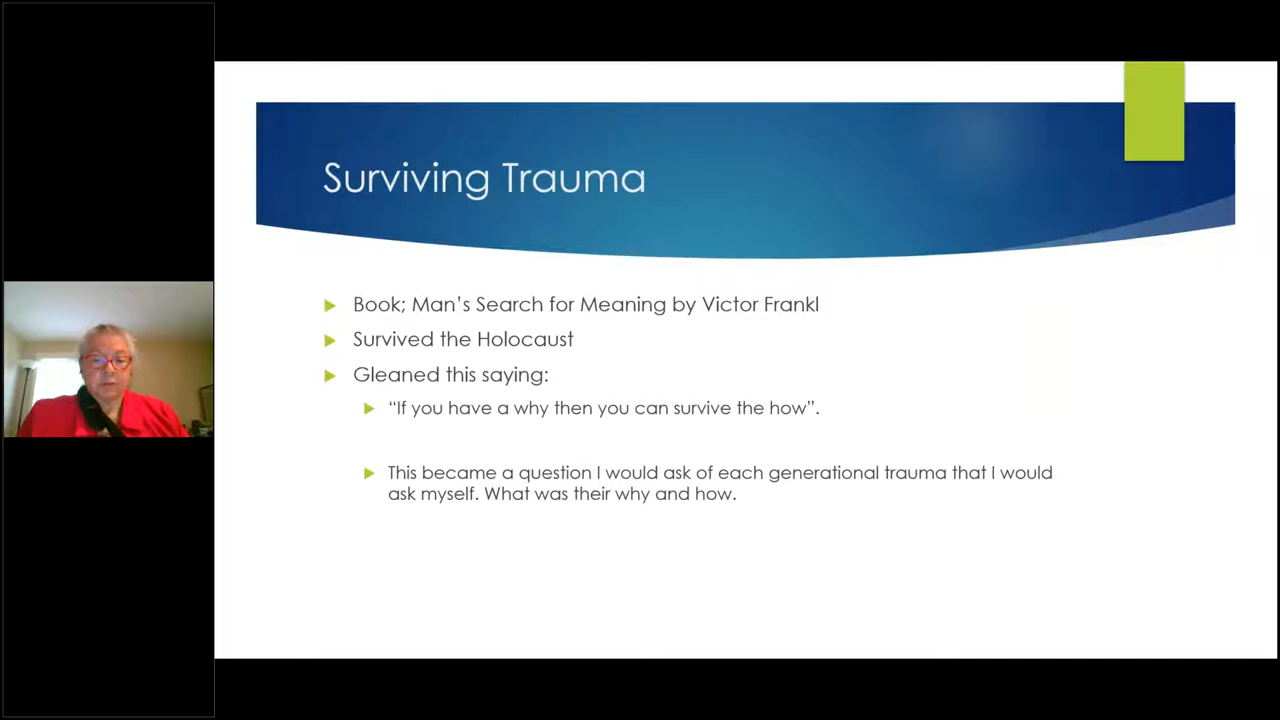 Surviving Trauma
Book; Man's Search for Meaning by Victor Frankl
Survived the Holocaust
Gleaned this saying:
“If you have a why then you can survive the how”.
This became a question I would ask of each generational trauma that I would
ask myself. What was their why and how.